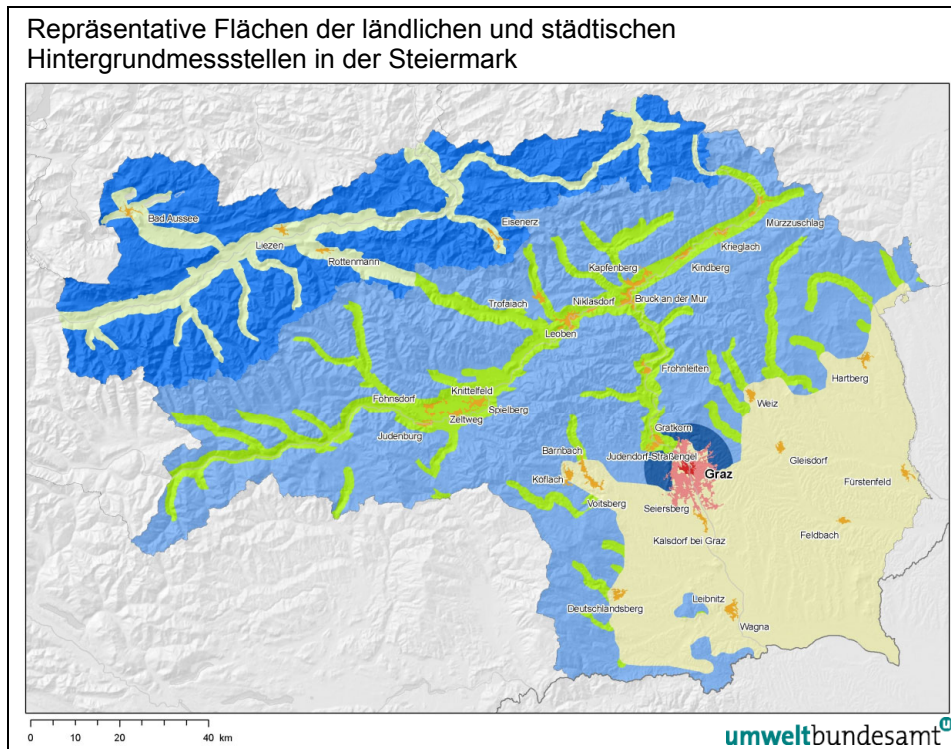 Repräsentative Flächen der ländlichen und städtischen
Hintergrundmessstellen in der Steiermark
Bad Aussee
Liezen
Eisenerz
Rottenmann
Mürzzuschlag
Krieglach
Kapfenberg
Kindberg
Trofaiach
Niklasdorf
Bruck an der Mur
Leoben
Frohnleiten
Hartberg
Knittelfeld
Fohnsdorf
Spielberg
Zeltweg
Weiz
Judenburg
Gratkorn
Bärnbach
Judendorf-Straßengel
Gleisdorf
Köflach
Graz
Fürstenfeld
Voitsberg
Seiersberg
Feldbach
Kalsdorf bei Graz
Leibnitz
Deutschlandsberg
Wagna
0 10 20 40 km
umweltbundesamt u